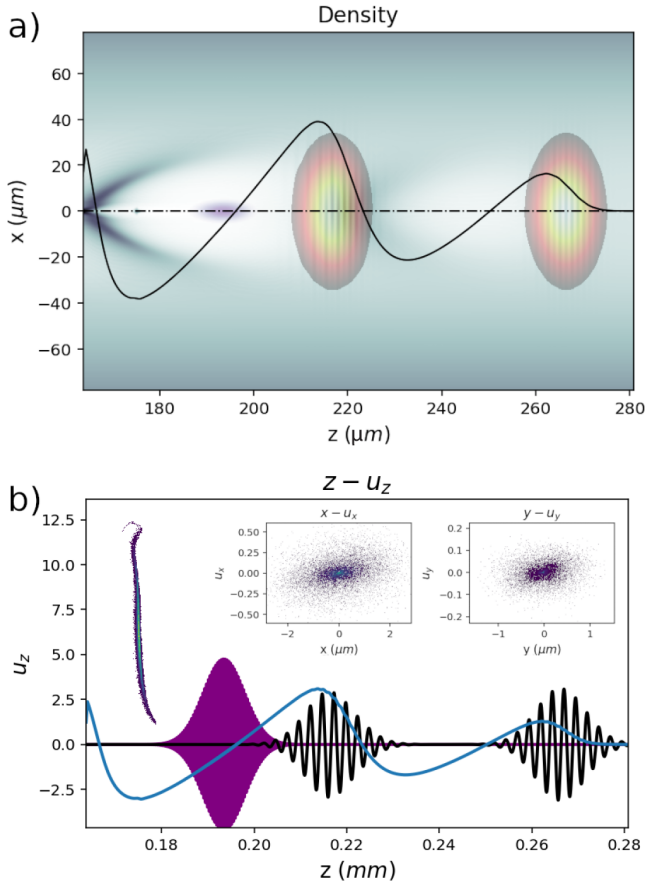 a)
Density
60
40
20
0
−20
−40
−60
x (μm)
180 200 220 240 260 280
z (μm)
b)
z − u_z
12.5
10.0
7.5
5.0
2.5
0.0
−2.5
u_z
x − u_x
0.50
0.25
0.00
−0.25
−0.50
u_x
−2 0 2
x (μm)
y − u_y
0.2
0.1
0.0
−0.1
−0.2
u_y
−1 0 1
y (μm)
0.18 0.20 0.22 0.24 0.26 0.28
z (mm)